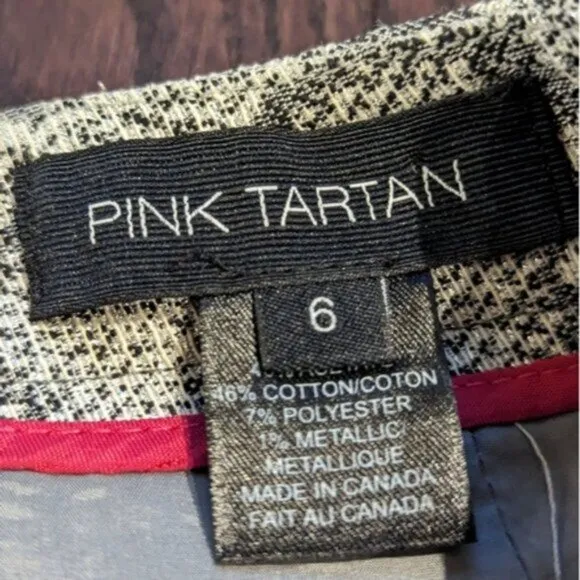 PINK TARTAN
6
46% COTTON/COTON
7% POLYESTER
1% METALLIC/
METALLIQUE
MADE IN CANADA
FAIT AU CANADA